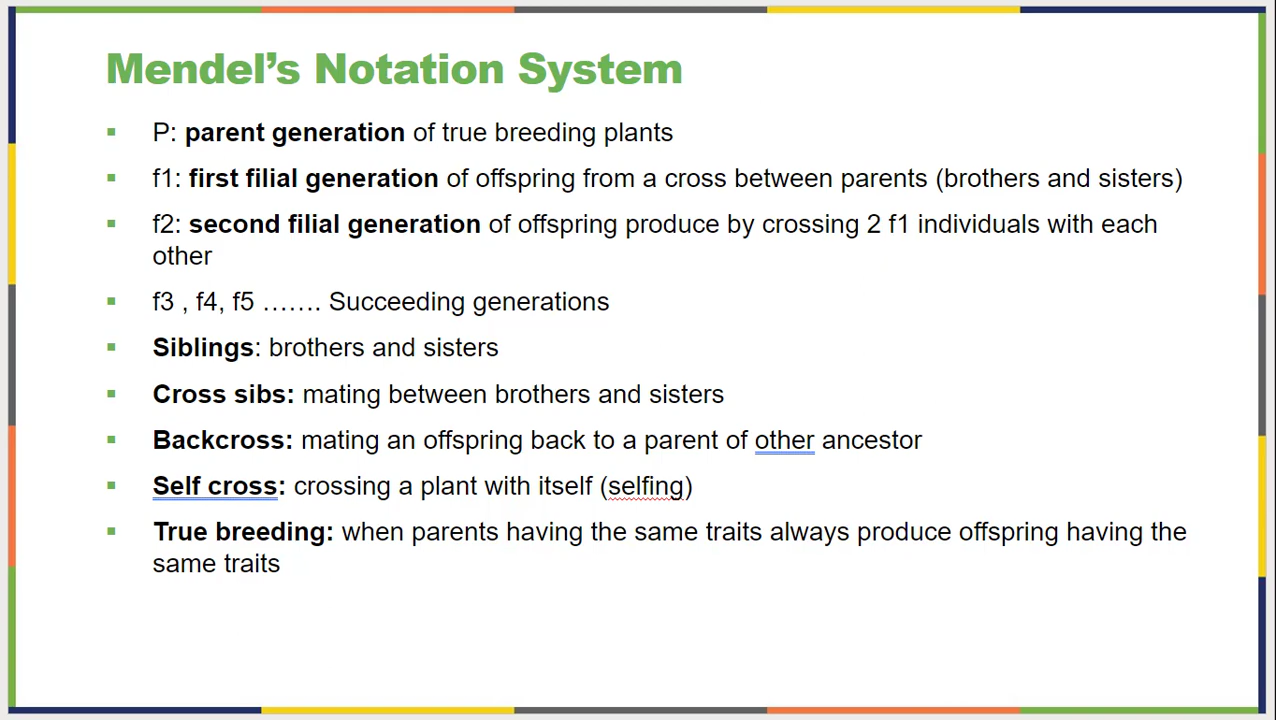 Mendel’s Notation System
▪ P: parent generation of true breeding plants
▪ f1: first filial generation of offspring from a cross between parents (brothers and sisters)
▪ f2: second filial generation of offspring produce by crossing 2 f1 individuals with each
other
▪ f3 , f4, f5 ……. Succeeding generations
▪ Siblings: brothers and sisters
▪ Cross sibs: mating between brothers and sisters
▪ Backcross: mating an offspring back to a parent of other ancestor
▪ Self cross: crossing a plant with itself (selfing)
▪ True breeding: when parents having the same traits always produce offspring having the
same traits